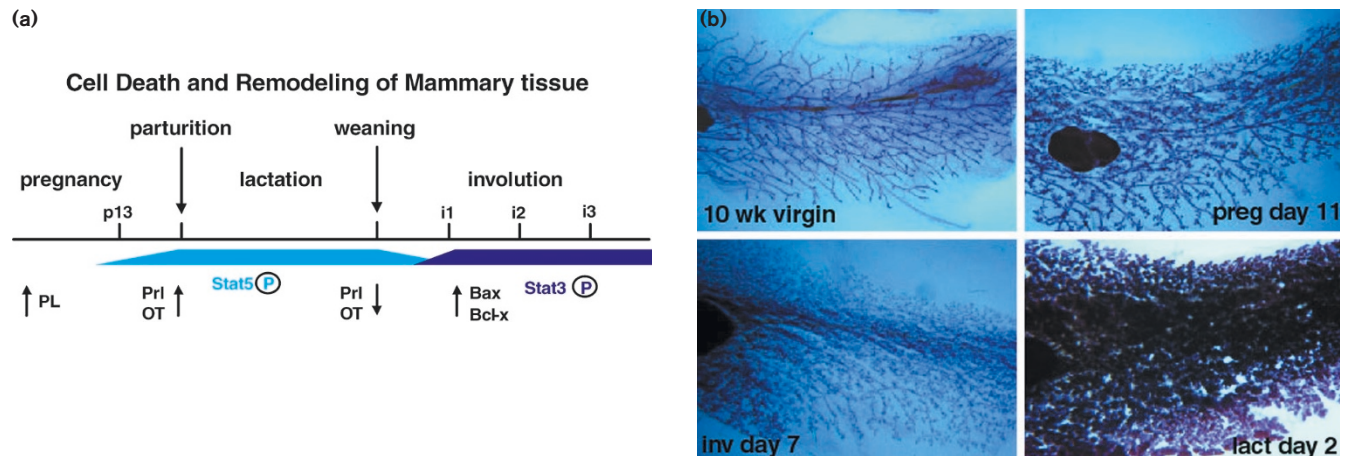 (a)
Cell Death and Remodeling of Mammary tissue
parturition weaning
pregnancy lactation involution
p13 i1 i2 i3
Stat5 P Stat3 P
PL Prl Prl Bax
OT OT Bcl-x
(b)
10 wk virgin
preg day 11
inv day 7
lact day 2